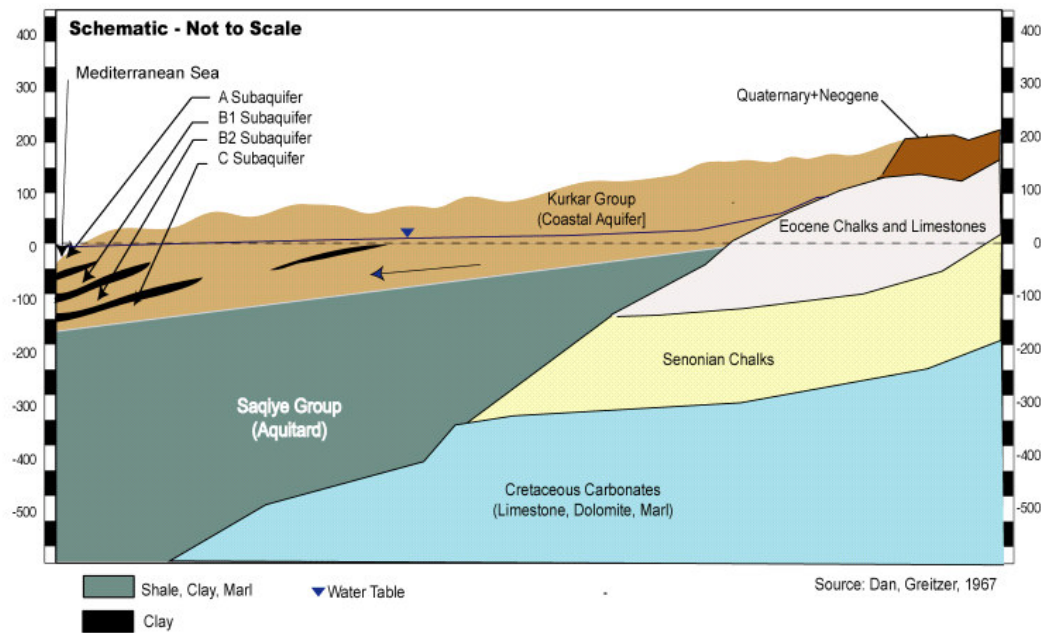 Schematic - Not to Scale
Mediterranean Sea
A Subaquifer
B1 Subaquifer
B2 Subaquifer
C Subaquifer
Quaternary+Neogene
Kurkar Group
(Coastal Aquifer]
Eocene Chalks and Limestones
Senonian Chalks
Saqiye Group
(Aquitard)
Cretaceous Carbonates
(Limestone, Dolomite, Marl)
400
300
200
100
0
-100
-200
-300
-400
-500
400
300
200
100
0
-100
-200
-300
-400
-500
Shale, Clay, Marl
Water Table
Clay
Source: Dan, Greitzer, 1967